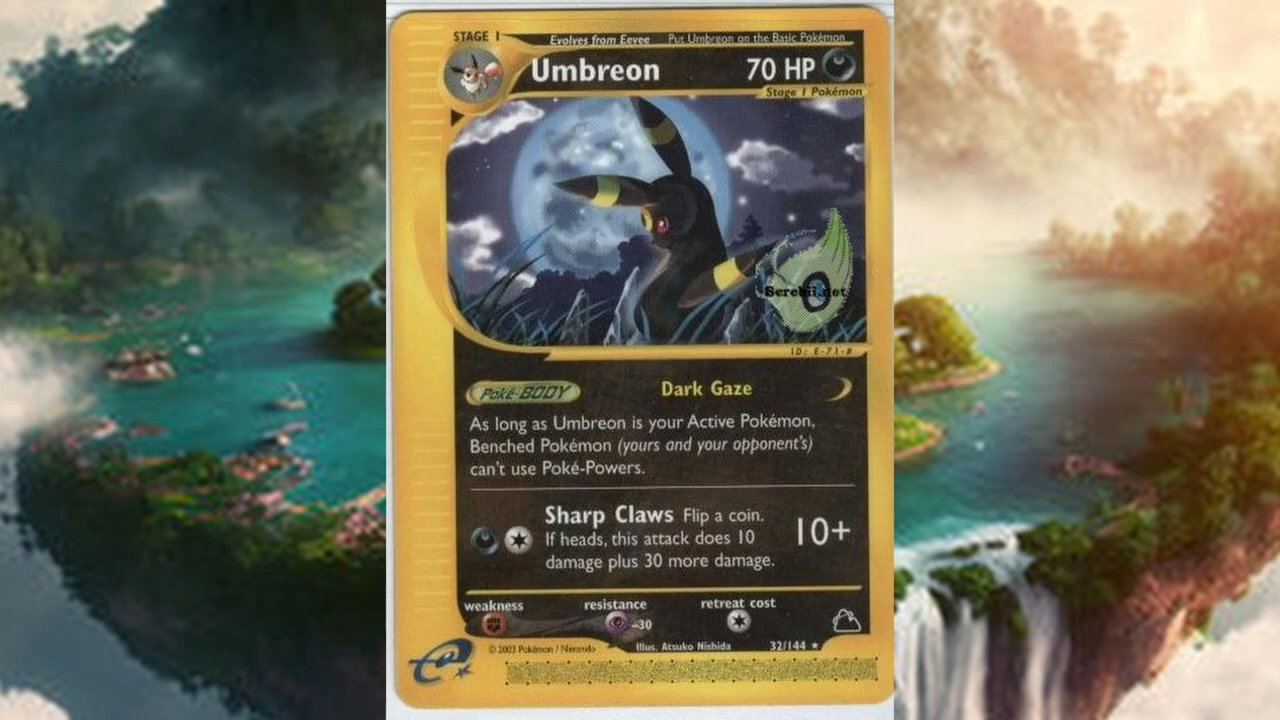 STAGE 1 Evolves from Eevee Put Umbreon on the Basic Pokémon
Umbreon 70 HP
Stage 1 Pokémon
Serebii.net
ID: E-71-#
Poké-BODY Dark Gaze
As long as Umbreon is your Active Pokémon,
Benched Pokémon (yours and your opponent's)
can't use Poké-Powers.
Sharp Claws Flip a coin.
If heads, this attack does 10
damage plus 30 more damage.
10+
weakness resistance retreat cost
–30
© 2003 Pokémon / Nintendo Illus. Atsuko Nishida 32/144 ★
e